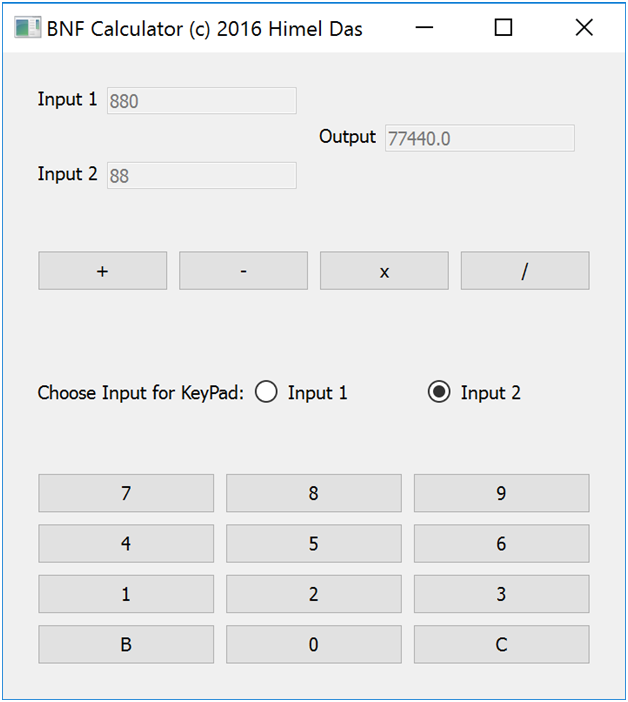 BNF Calculator (c) 2016 Himel Das
Input 1 880
Output 77440.0
Input 2 88
+ - x /
Choose Input for KeyPad: Input 1 Input 2
7 8 9
4 5 6
1 2 3
B 0 C